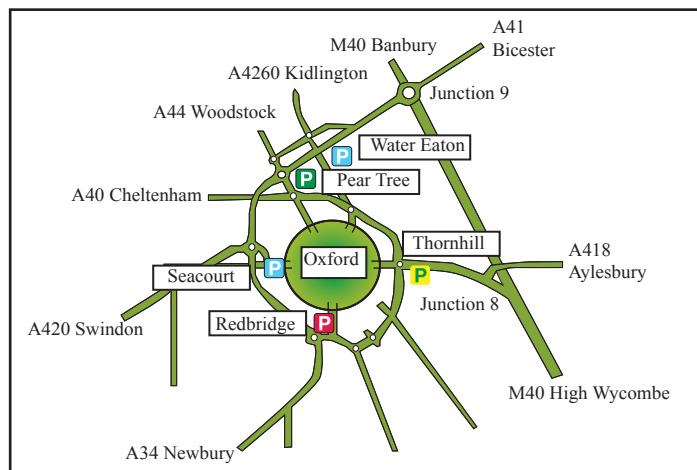 A41
Bicester
M40 Banbury
A4260 Kidlington
Junction 9
A44 Woodstock
Water Eaton
P
P
Pear Tree
A40 Cheltenham
Thornhill
A418
Aylesbury
Oxford
Seacourt
P
P
Junction 8
Redbridge
P
A420 Swindon
M40 High Wycombe
A34 Newbury